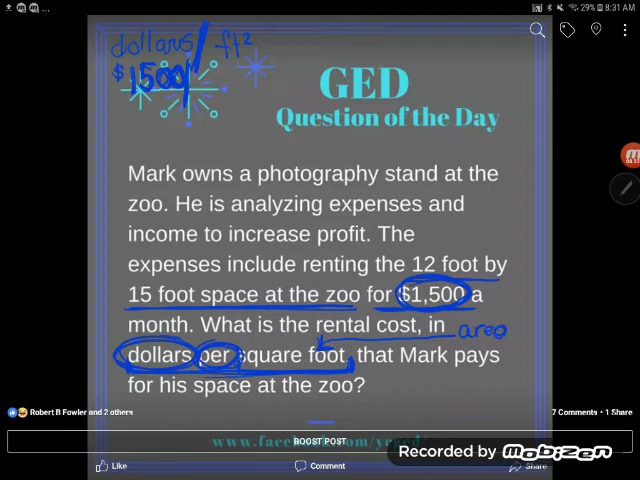 29% 8:31 AM
dollars/ft²
$1500/
GED
Question of the Day
Mark owns a photography stand at the
zoo. He is analyzing expenses and
income to increase profit. The
expenses include renting the 12 foot by
15 foot space at the zoo for $1,500 a
month. What is the rental cost, in
area
dollars per square foot, that Mark pays
for his space at the zoo?
Robert B Fowler and 2 others
7 Comments • 1 Share
BOOST POST
Recorded by mobizen
Like
Comment
Share